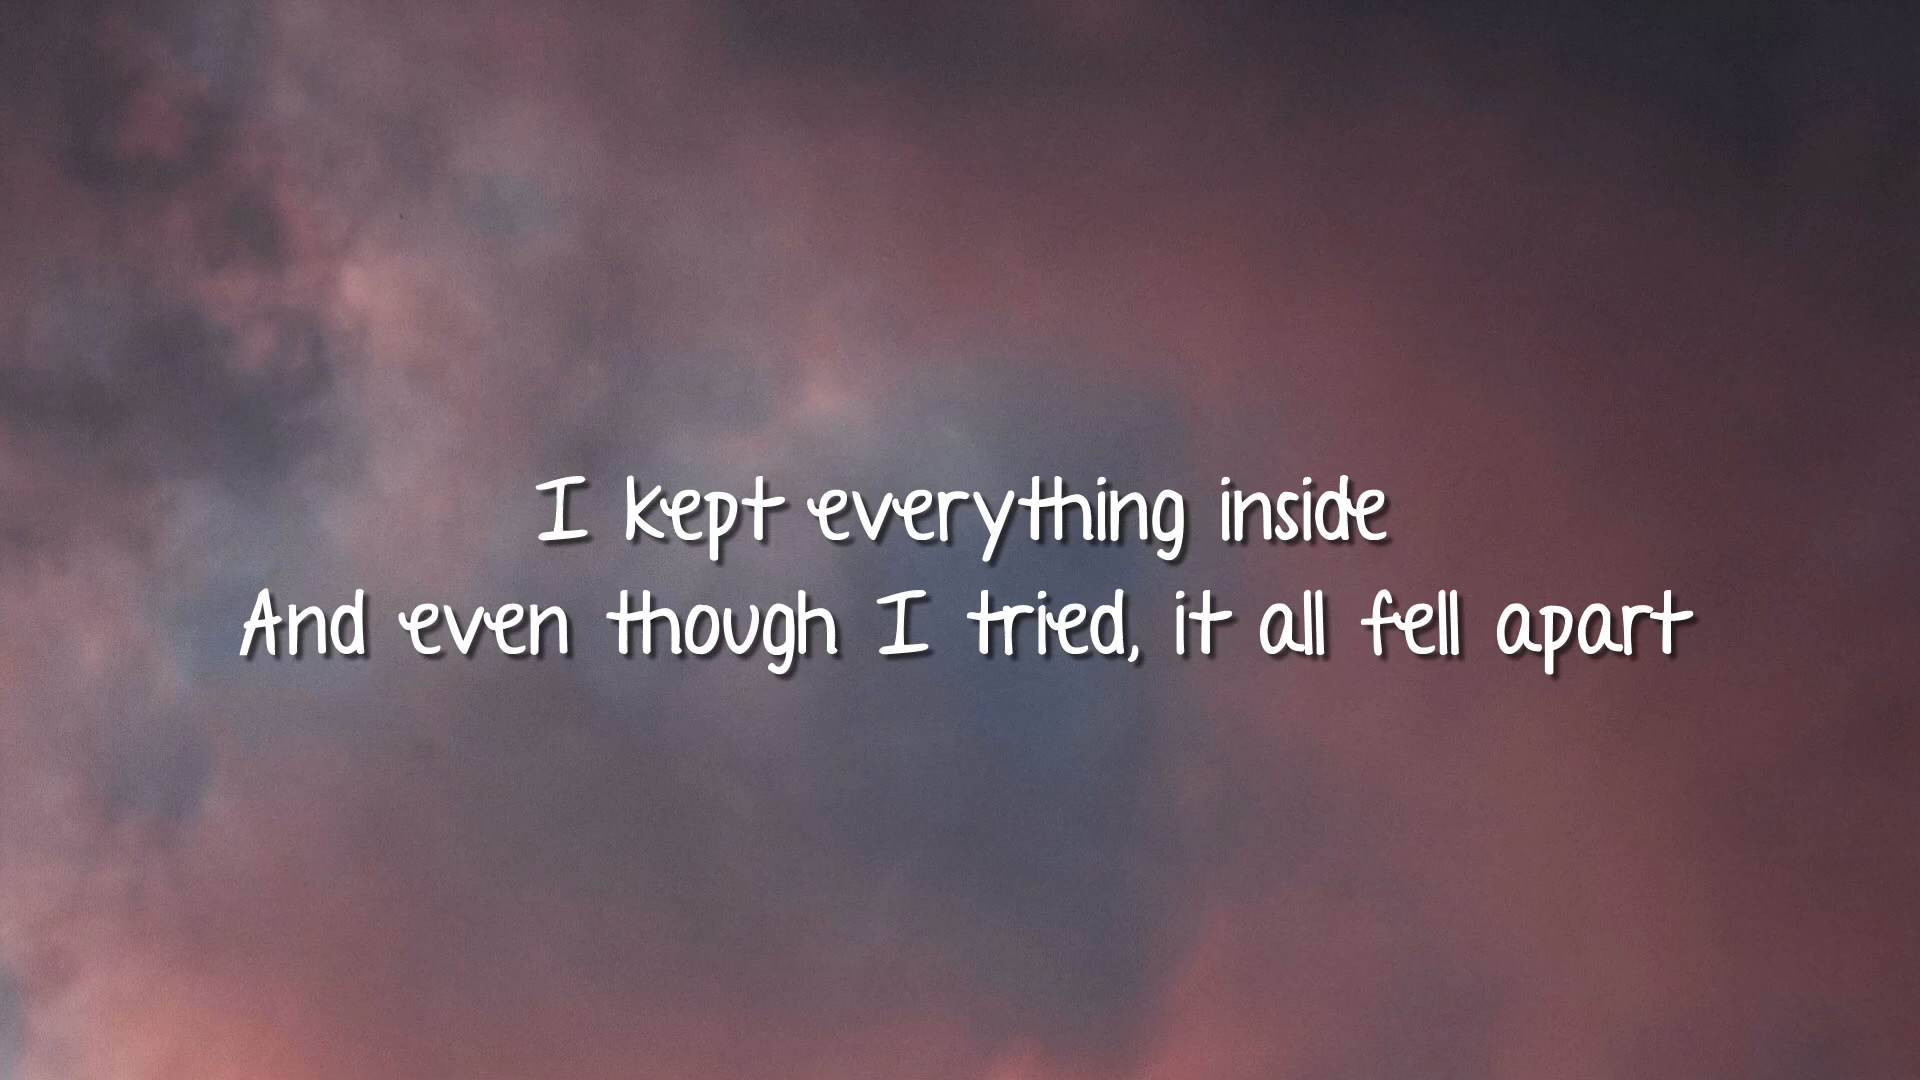 I kept everything inside
And even though I tried, it all fell apart